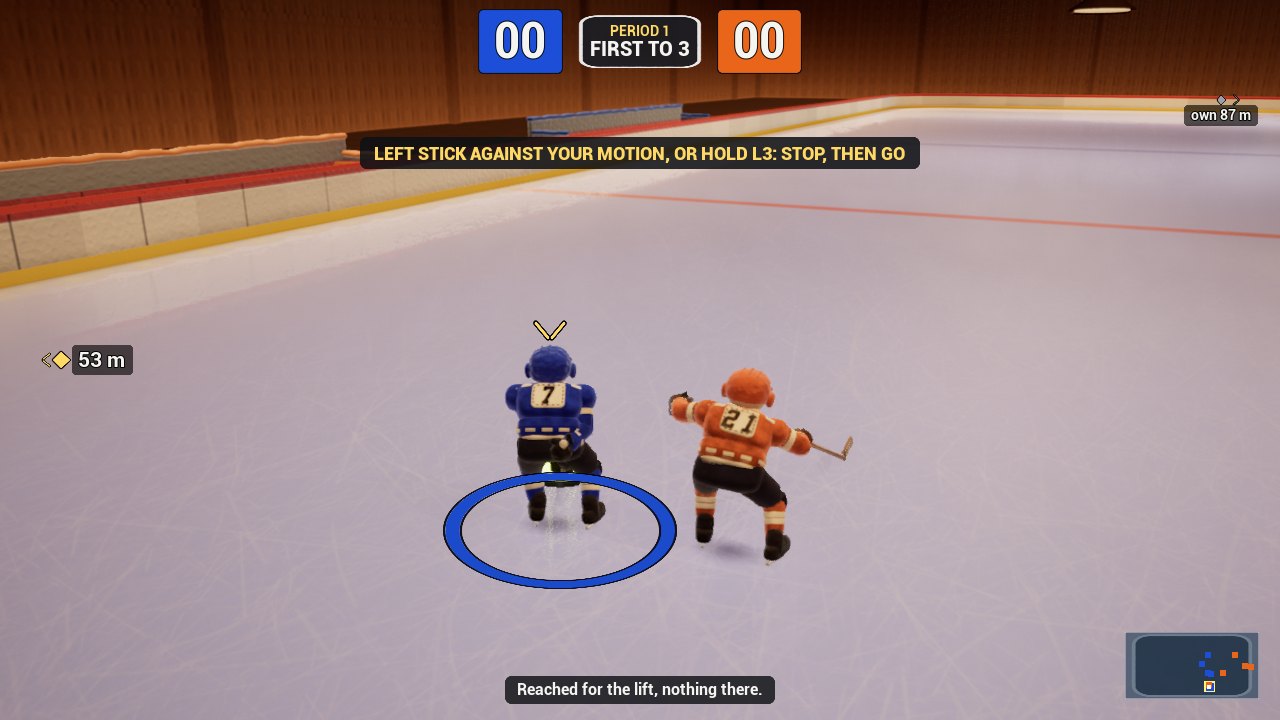 00
PERIOD 1
FIRST TO 3
00
own 87 m
LEFT STICK AGAINST YOUR MOTION, OR HOLD L3: STOP, THEN GO
53 m
7
21
Reached for the lift, nothing there.